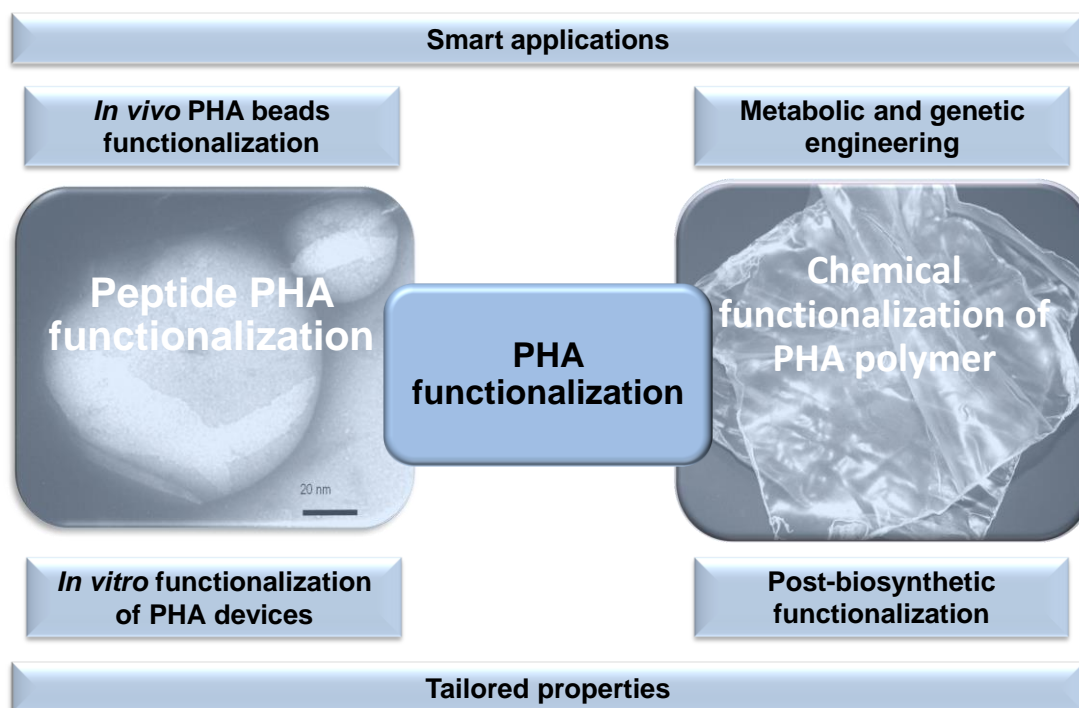 Smart applications
In vivo PHA beads
functionalization
Metabolic and genetic
engineering
Peptide PHA
functionalization
20 nm
PHA
functionalization
Chemical
functionalization of
PHA polymer
In vitro functionalization
of PHA devices
Post-biosynthetic
functionalization
Tailored properties